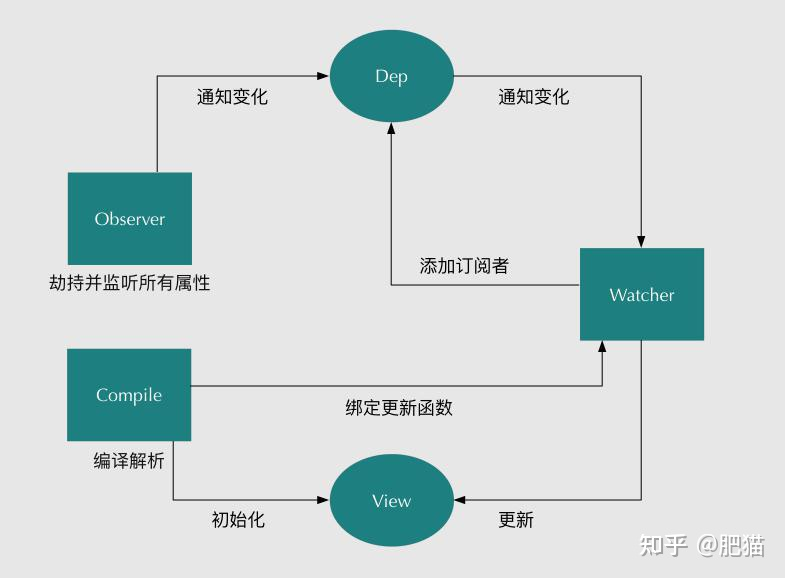 Dep
通知变化
通知变化
Observer
劫持并监听所有属性
添加订阅者
Watcher
Compile
绑定更新函数
编译解析
View
初始化
更新
知乎 @肥猫